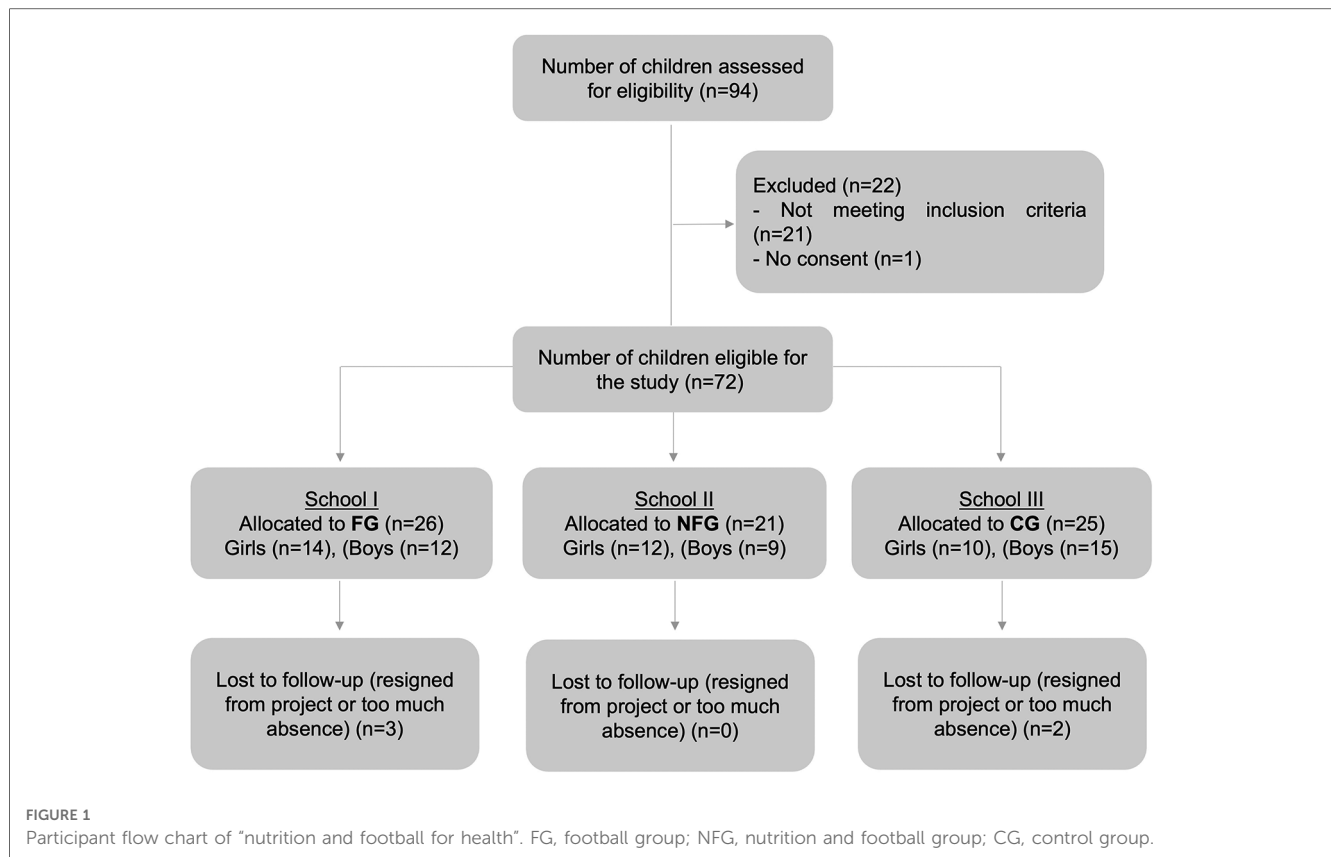 Number of children assessed
for eligibility (n=94)
Excluded (n=22)
- Not meeting inclusion criteria
(n=21)
- No consent (n=1)
Number of children eligible for
the study (n=72)
School I
Allocated to FG (n=26)
Girls (n=14), (Boys (n=12)
School II
Allocated to NFG (n=21)
Girls (n=12), (Boys (n=9)
School III
Allocated to CG (n=25)
Girls (n=10), (Boys (n=15)
Lost to follow-up (resigned
from project or too much
absence) (n=3)
Lost to follow-up (resigned
from project or too much
absence) (n=0)
Lost to follow-up (resigned
from project or too much
absence) (n=2)
FIGURE 1
Participant flow chart of “nutrition and football for health”. FG, football group; NFG, nutrition and football group; CG, control group.